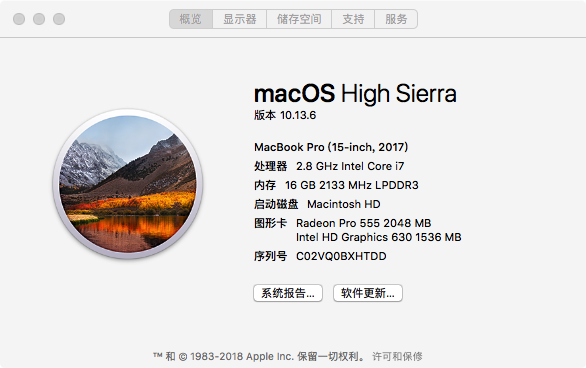 概览 显示器 储存空间 支持 服务
macOS High Sierra
版本 10.13.6
MacBook Pro (15-inch, 2017)
处理器 2.8 GHz Intel Core i7
内存 16 GB 2133 MHz LPDDR3
启动磁盘 Macintosh HD
图形卡 Radeon Pro 555 2048 MB
Intel HD Graphics 630 1536 MB
序列号 C02VQ0BXHTDD
系统报告... 软件更新...
™ 和 © 1983-2018 Apple Inc. 保留一切权利。 许可和保修